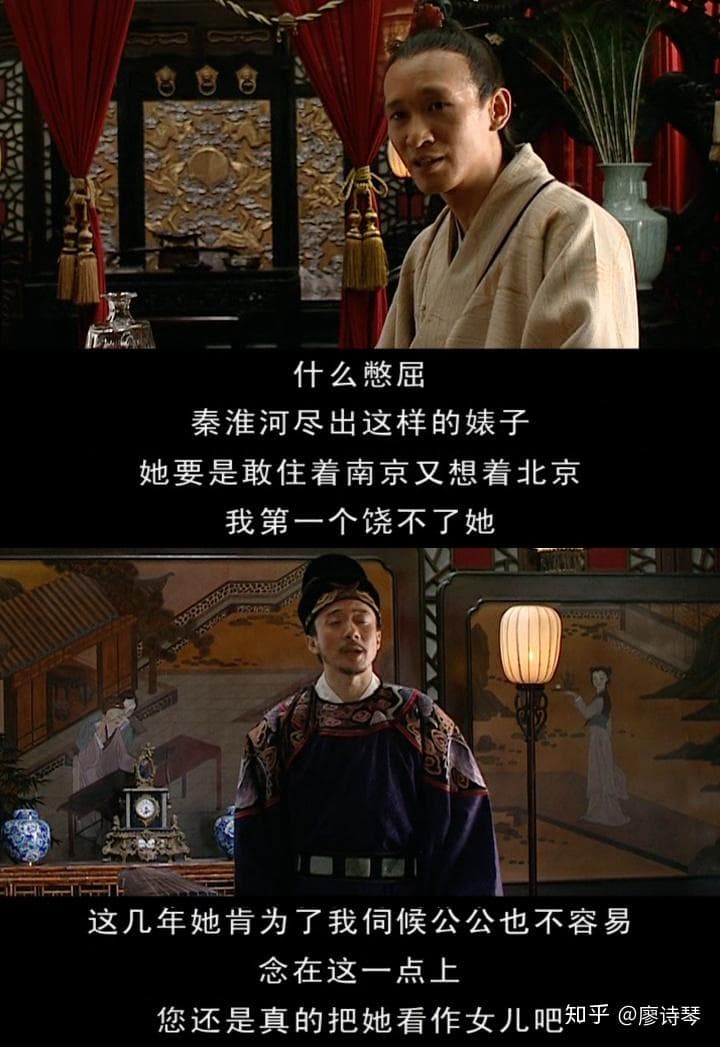 什么憋屈
秦淮河尽出这样的婊子
她要是敢住着南京又想着北京
我第一个饶不了她
这几年她肯为了我伺候公公也不容易
念在这一点上
您还是真的把她看作女儿吧
知乎 @廖诗琴